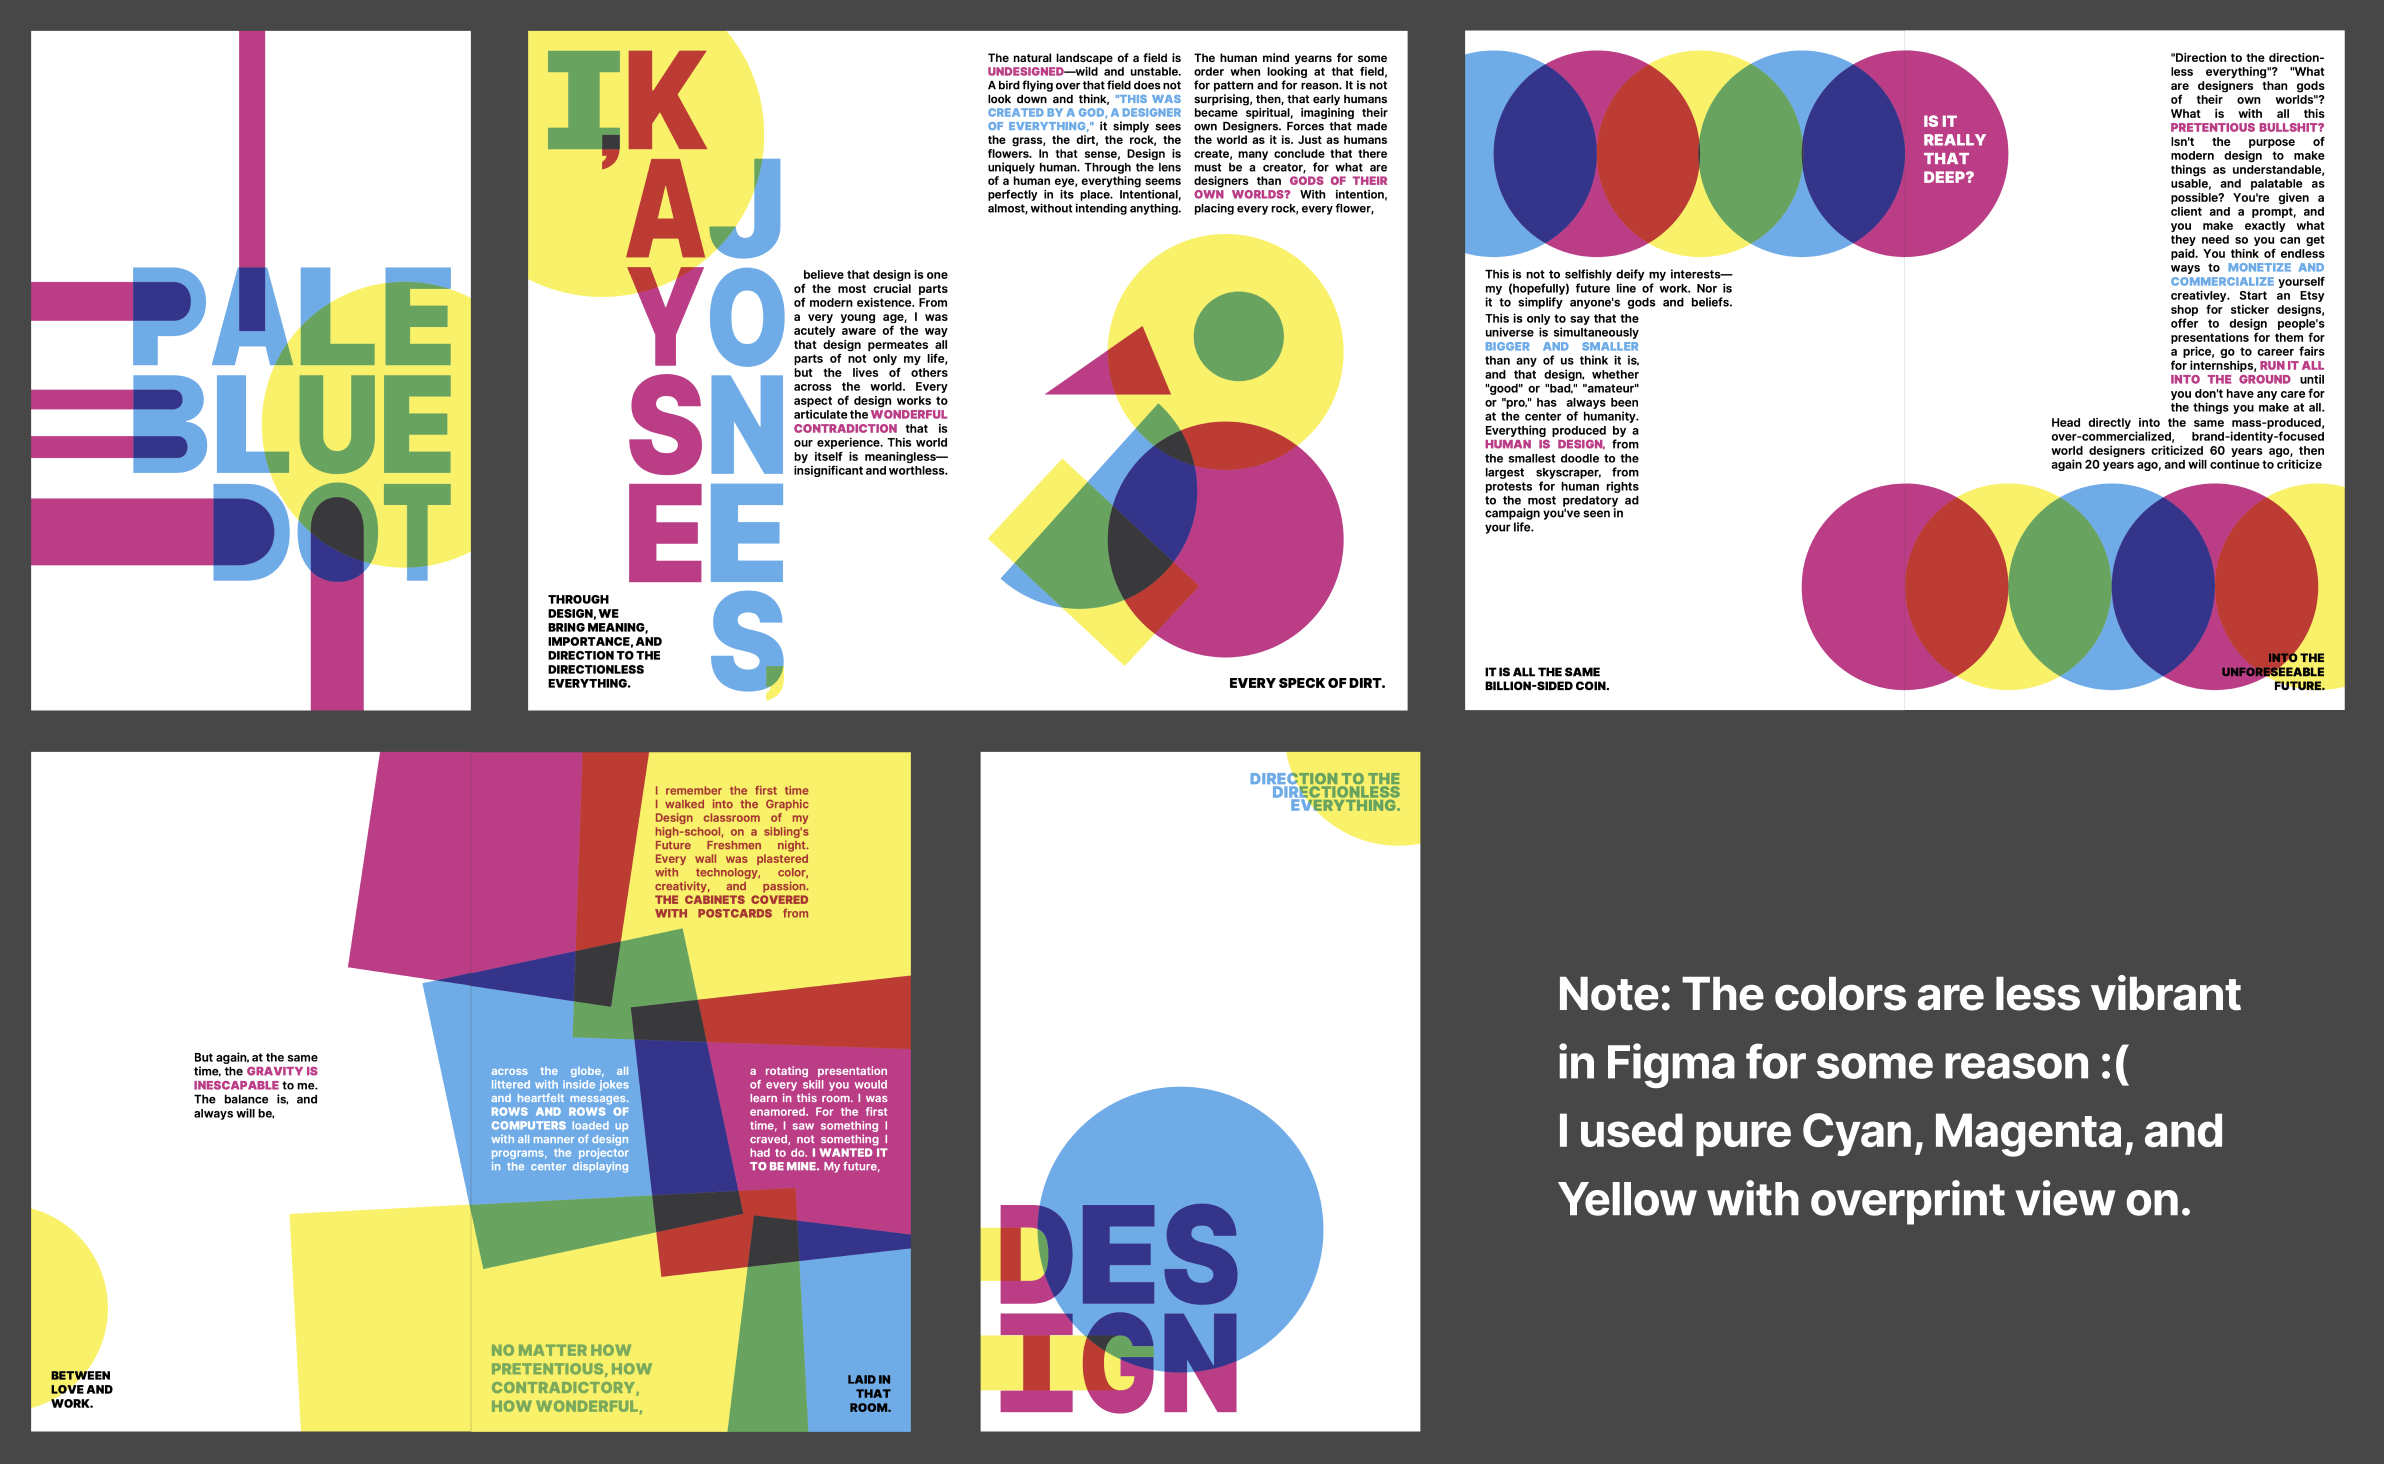 PALE
BLUE
DOT
I,
KAYSE
JONES,
believe that design is one
of the most crucial parts
of modern existence. From
a very young age, I was
acutely aware of the way
that design permeates all
parts of not only my life,
but the lives of others
across the world. Every
aspect of design works to
articulate the WONDERFUL
CONTRADICTION that is
our experience. This world
by itself is meaningless—
insignificant and worthless.
THROUGH
DESIGN, WE
BRING MEANING,
IMPORTANCE, AND
DIRECTION TO THE
DIRECTIONLESS
EVERYTHING.
The natural landscape of a field is
UNDESIGNED—wild and unstable.
A bird flying over that field does not
look down and think, "THIS WAS
CREATED BY A GOD, A DESIGNER
OF EVERYTHING," it simply sees
the grass, the dirt, the rock, the
flowers. In that sense, Design is
uniquely human. Through the lens
of a human eye, everything seems
perfectly in its place. Intentional,
almost, without intending anything.
The human mind yearns for some
order when looking at that field,
for pattern and for reason. It is not
surprising, then, that early humans
became spiritual, imagining their
own Designers. Forces that made
the world as it is. Just as humans
create, many conclude that there
must be a creator, for what are
designers than GODS OF THEIR
OWN WORLDS? With intention,
placing every rock, every flower,
EVERY SPECK OF DIRT.
This is not to selfishly deify my interests—
my (hopefully) future line of work. Nor is
it to simplify anyone's gods and beliefs.
This is only to say that the
universe is simultaneously
BIGGER AND SMALLER
than any of us think it is,
and that design, whether
"good" or "bad," "amateur"
or "pro," has always been
at the center of humanity.
Everything produced by a
HUMAN IS DESIGN, from
the smallest doodle to the
largest skyscraper, from
protests for human rights
to the most predatory ad
campaign you've seen in
your life.
IT IS ALL THE SAME
BILLION-SIDED COIN.
IS IT
REALLY
THAT
DEEP?
"Direction to the direction-
less everything"? "What
are designers than gods
of their own worlds"?
What is with all this
PRETENTIOUS BULLSHIT?
Isn't the purpose of
modern design to make
things as understandable,
usable, and palatable as
possible? You're given a
client and a prompt, and
you make exactly what
they need so you can get
paid. You think of endless
ways to MONETIZE AND
COMMERCIALIZE yourself
creativley. Start an Etsy
shop for sticker designs,
offer to design people's
presentations for them for
a price, go to career fairs
for internships, RUN IT ALL
INTO THE GROUND until
you don't have any care for
the things you make at all.
Head directly into the same mass-produced,
over-commercialized, brand-identity-focused
world designers criticized 60 years ago, then
again 20 years ago, and will continue to criticize
INTO THE
UNFORESEEABLE
FUTURE.
But again, at the same
time, the GRAVITY IS
INESCAPABLE to me.
The balance is, and
always will be,
BETWEEN
LOVE AND
WORK.
I remember the first time
I walked into the Graphic
Design classroom of my
high-school, on a sibling's
Future Freshmen night.
Every wall was plastered
with technology, color,
creativity, and passion.
THE CABINETS COVERED
WITH POSTCARDS from
across the globe, all
littered with inside jokes
and heartfelt messages.
ROWS AND ROWS OF
COMPUTERS loaded up
with all manner of design
programs, the projector
in the center displaying
a rotating presentation
of every skill you would
learn in this room. I was
enamored. For the first
time, I saw something I
craved, not something I
had to do. I WANTED IT
TO BE MINE. My future,
NO MATTER HOW
PRETENTIOUS, HOW
CONTRADICTORY,
HOW WONDERFUL,
LAID IN
THAT
ROOM.
DIRECTION TO THE
DIRECTIONLESS
EVERYTHING.
DES
IGN
Note: The colors are less vibrant
in Figma for some reason :(
I used pure Cyan, Magenta, and
Yellow with overprint view on.